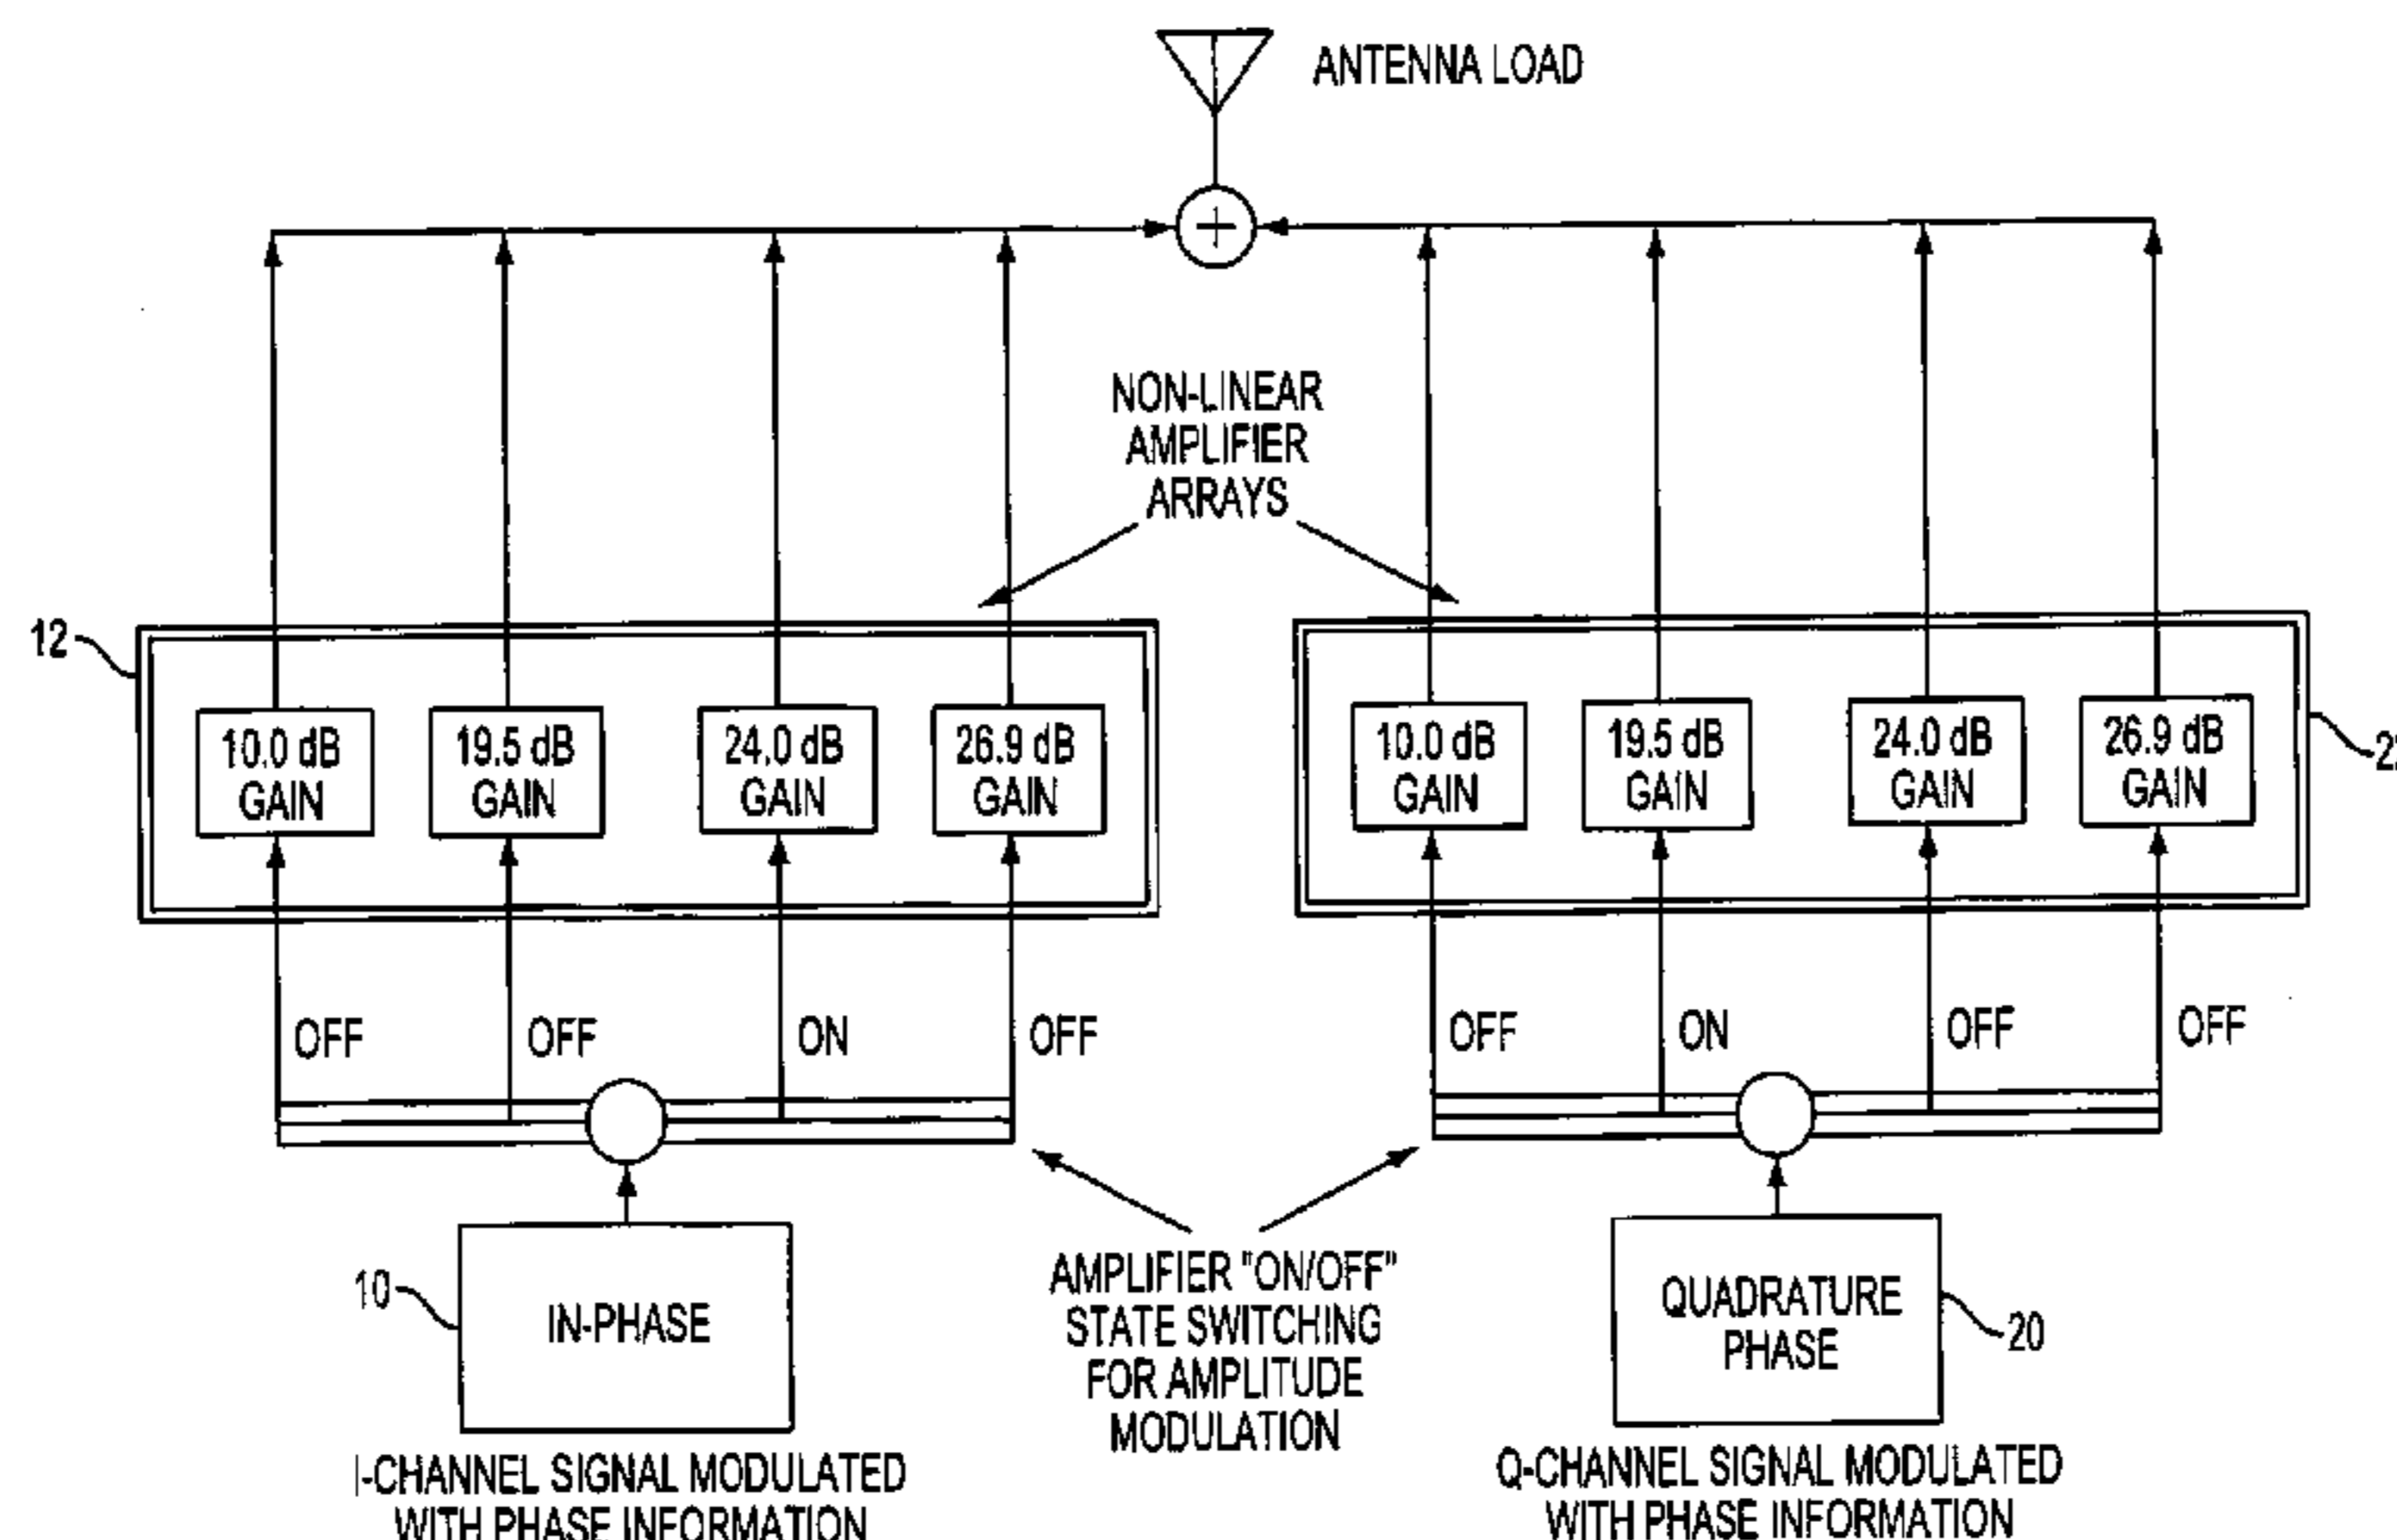 ANTENNA LOAD
+
NON-LINEAR
AMPLIFIER
ARRAYS
12
10.0 dB
GAIN
19.5 dB
GAIN
24.0 dB
GAIN
26.9 dB
GAIN
10.0 dB
GAIN
19.5 dB
GAIN
24.0 dB
GAIN
26.9 dB
GAIN
OFF
OFF
ON
OFF
OFF
ON
OFF
OFF
10
IN-PHASE
AMPLIFIER "ON/OFF"
STATE SWITCHING
FOR AMPLITUDE
MODULATION
QUADRATURE
PHASE
20
I-CHANNEL SIGNAL MODULATED
WITH PHASE INFORMATION
Q-CHANNEL SIGNAL MODULATED
WITH PHASE INFORMATION